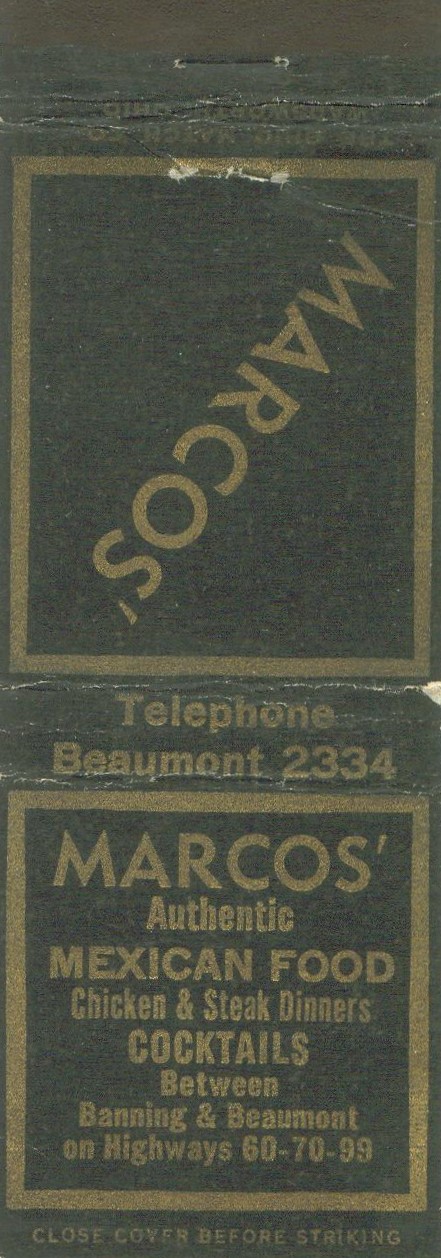 MARCOS'
Telephone
Beaumont 2334
MARCOS'
Authentic
MEXICAN FOOD
Chicken & Steak Dinners
COCKTAILS
Between
Banning & Beaumont
on Highways 60-70-99
CLOSE COVER BEFORE STRIKING